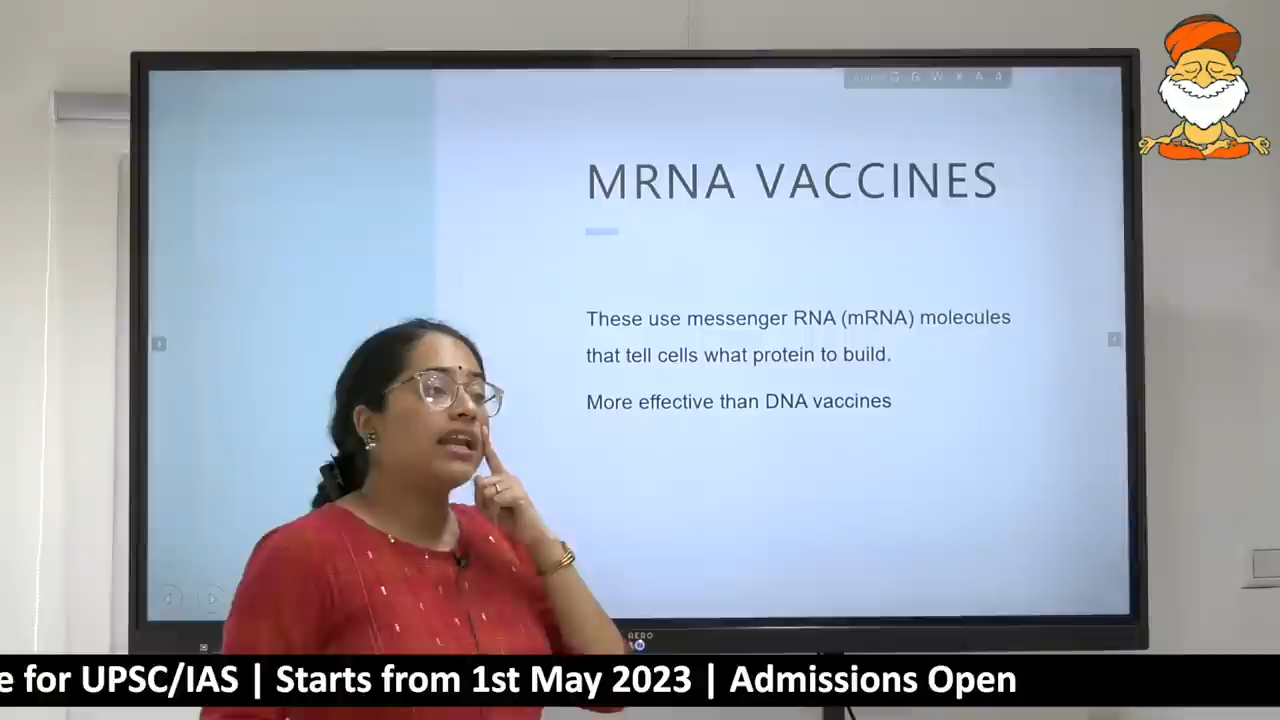 G G W K A A
MRNA VACCINES
These use messenger RNA (mRNA) molecules
that tell cells what protein to build.
More effective than DNA vaccines
AERO
e for UPSC/IAS | Starts from 1st May 2023 | Admissions Open